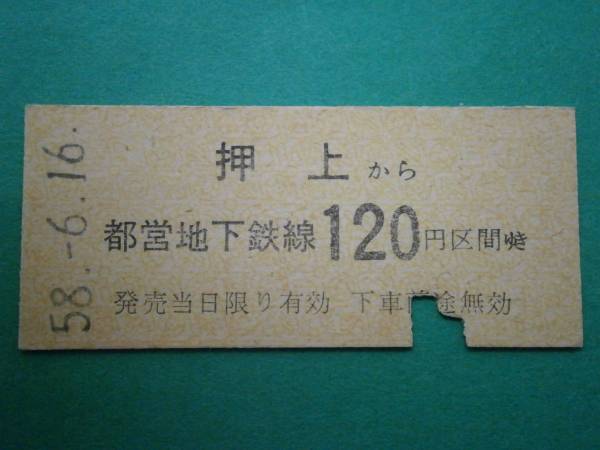 58.-6.16.
押上から
都営地下鉄線120円区間ゆき
発売当日限り有効 下車前途無効